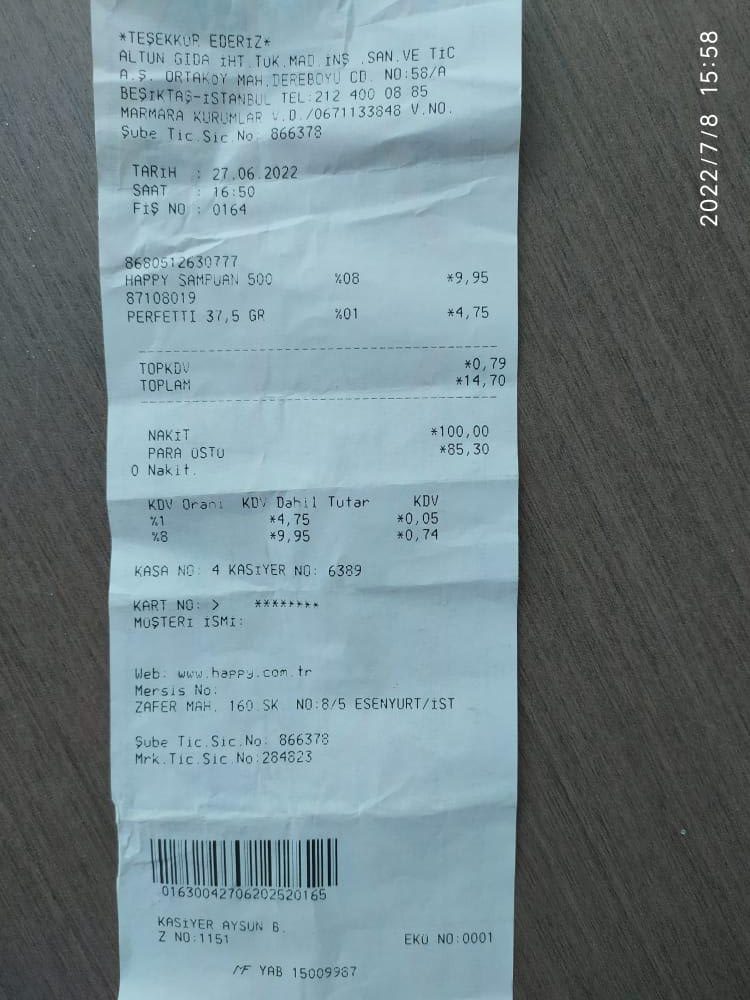 *TEŞEKKÜR EDERİZ*
ALTUN GIDA İHT.TÜK.MAD.İNŞ .SAN.VE TİC
A.Ş. ORTAKÖY MAH.DEREBOYU CD. NO:58/A
BEŞİKTAŞ-İSTANBUL TEL:212 400 08 85
MARMARA KURUMLAR V.D./0671133848 V.NO.
Şube Tic.Sic.No: 866378
TARİH : 27.06.2022
SAAT : 16:50
FİŞ NO : 0164
8680512630777
HAPPY SAMPUAN 500 %08 *9,95
87108019
PERFETTI 37,5 GR %01 *4,75
TOPKDV *0,79
TOPLAM *14,70
NAKİT *100,00
PARA ÜSTÜ *85,30
0 Nakit.
KDV Oranı KDV Dahil Tutar KDV
%1 *4,75 *0,05
%8 *9,95 *0,74
KASA NO: 4 KASİYER NO: 6389
KART NO: > ********
MÜŞTERİ İSMİ:
Web: www.happy.com.tr
Mersis No:
ZAFER MAH. 160 SK NO:8/5 ESENYURT/İST
Şube Tic.Sic.No: 866378
Mrk.Tic.Sic.No:284823
01630042706202520165
KASİYER AYSUN B.
Z NO:1151 EKÜ NO:0001
MF YAB 15009987
2022/7/8 15:58